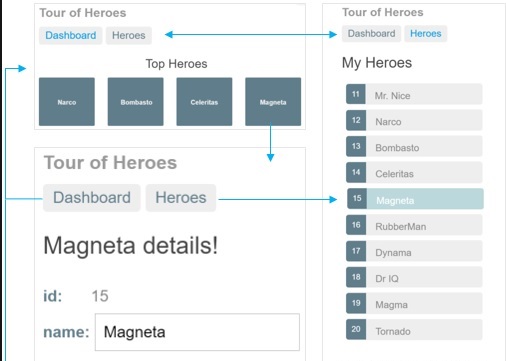 Tour of Heroes
Dashboard Heroes
Top Heroes
Narco Bombasto Celeritas Magneta
Tour of Heroes
Dashboard Heroes
Magneta details!
id: 15
name: Magneta
Tour of Heroes
Dashboard Heroes
My Heroes
11 Mr. Nice
12 Narco
13 Bombasto
14 Celeritas
15 Magneta
16 RubberMan
17 Dynama
18 Dr IQ
19 Magma
20 Tornado